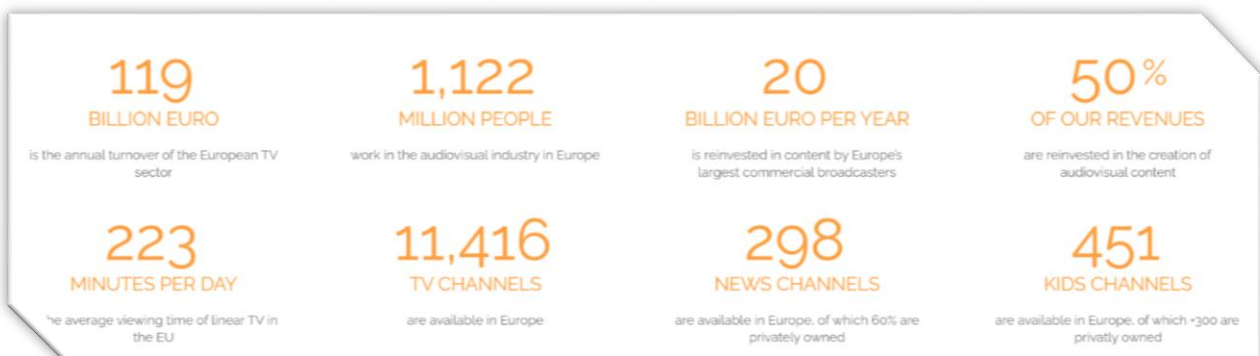 119
BILLION EURO
is the annual turnover of the European TV
sector
1,122
MILLION PEOPLE
work in the audiovisual industry in Europe
20
BILLION EURO PER YEAR
is reinvested in content by Europe's
largest commercial broadcasters
50%
OF OUR REVENUES
are reinvested in the creation of
audiovisual content
223
MINUTES PER DAY
he average viewing time of linear TV in
the EU
11,416
TV CHANNELS
are available in Europe
298
NEWS CHANNELS
are available in Europe, of which 60% are
privately owned
451
KIDS CHANNELS
are available in Europe, of which +300 are
privatly owned